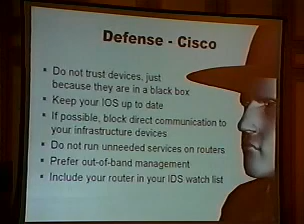 Defense - Cisco
• Do not trust devices, just
because they are in a black box
• Keep your IOS up to date
• If possible, block direct communication to
your infrastructure devices
• Do not run unneeded services on routers
• Prefer out-of-band management
• Include your router in your IDS watch list